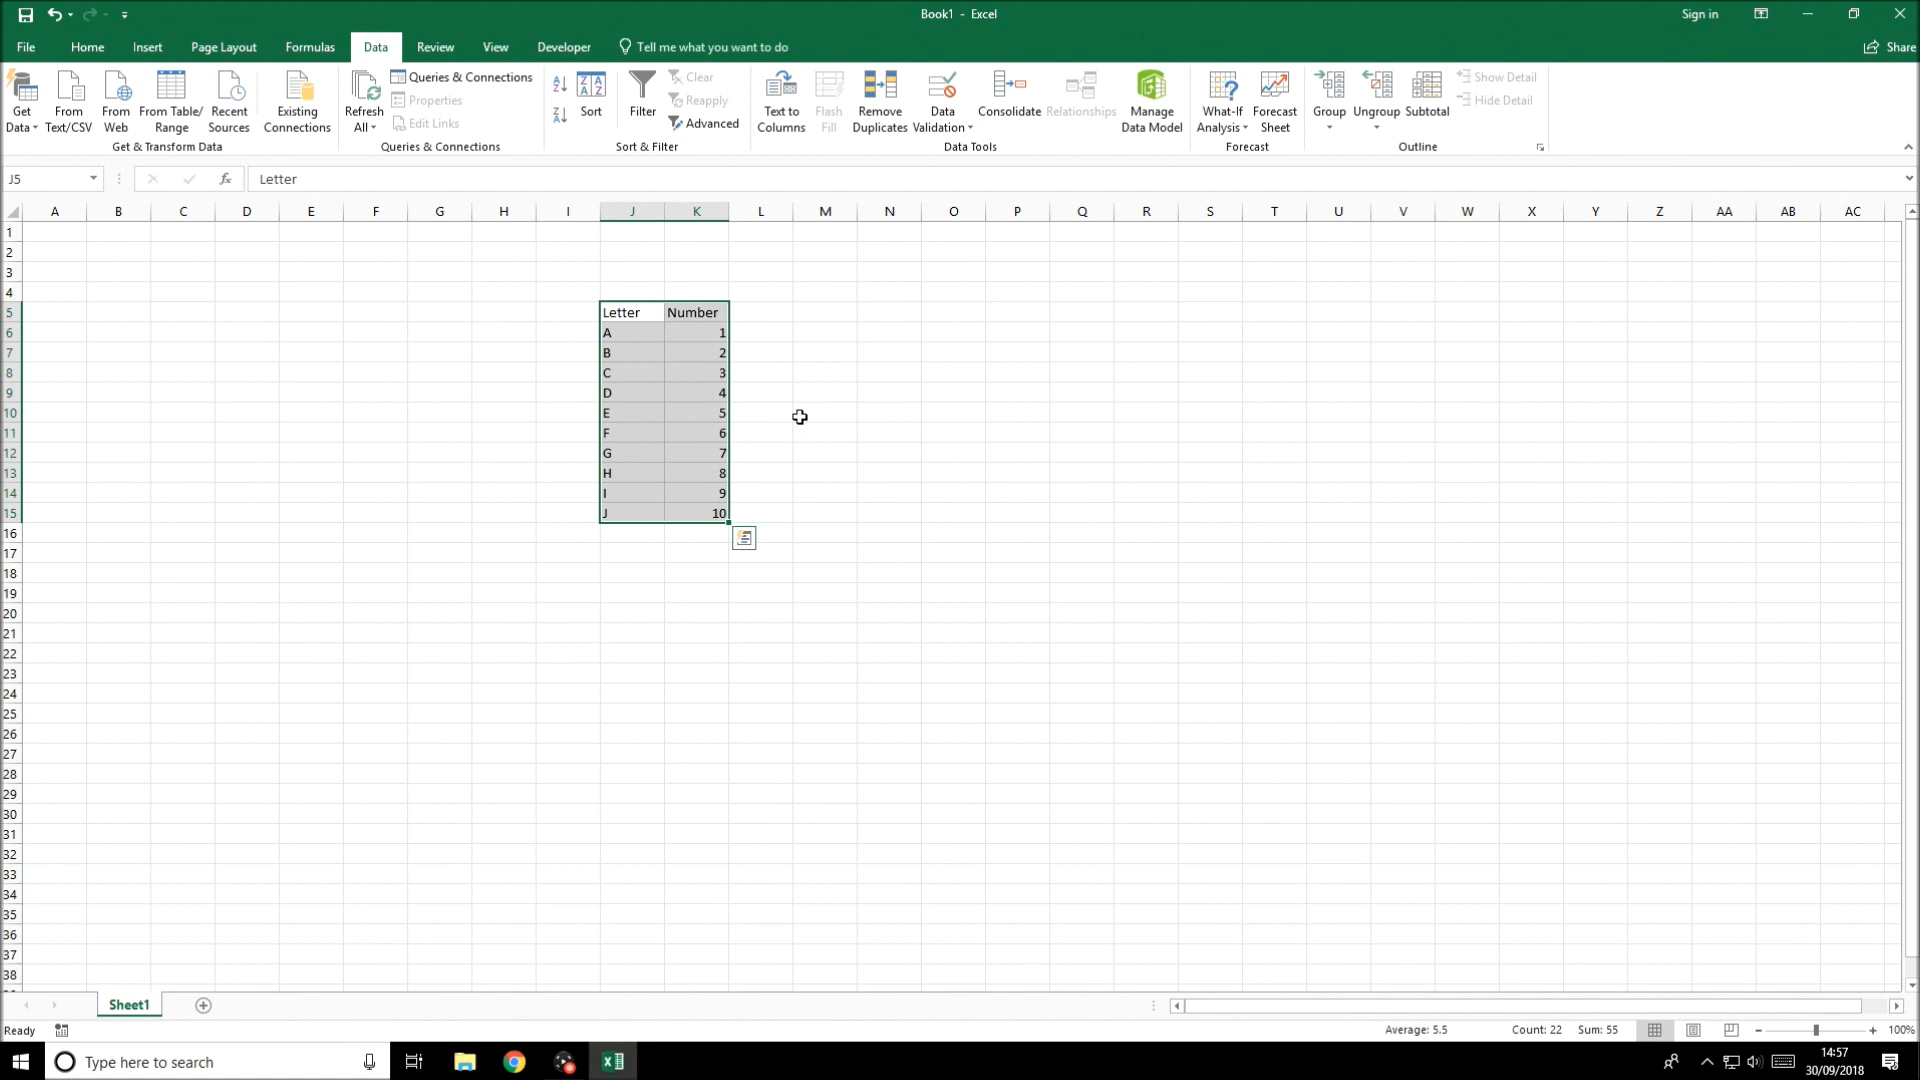 Book1 - Excel
Sign in
File Home Insert Page Layout Formulas Data Review View Developer Tell me what you want to do Share
Get Data
From Text/CSV
From Web
From Table/ Range
Recent Sources
Existing Connections
Get & Transform Data
Refresh All
Queries & Connections
Properties
Edit Links
Queries & Connections
A Z
Z A
Z A A Z
Sort
Filter
Clear
Reapply
Advanced
Sort & Filter
Text to Columns
Flash Fill
Remove Duplicates
Data Validation
Consolidate
Relationships
Manage Data Model
Data Tools
What-If Analysis
Forecast Sheet
Forecast
Group
Ungroup
Subtotal
Show Detail
Hide Detail
Outline
J5 fx Letter
A B C D E F G H I J K L M N O P Q R S T U V W X Y Z AA AB AC
1
2
3
4
5 Letter Number
6 A 1
7 B 2
8 C 3
9 D 4
10 E 5
11 F 6
12 G 7
13 H 8
14 I 9
15 J 10
16
17
18
19
20
21
22
23
24
25
26
27
28
29
30
31
32
33
34
35
36
37
38
Sheet1
Ready Average: 5.5 Count: 22 Sum: 55 100%
Type here to search 14:57
30/09/2018